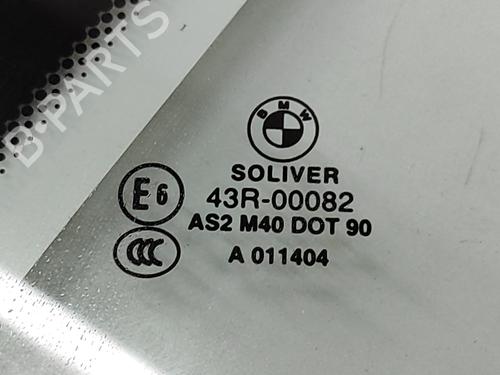 B-PARTS
BMW
SOLIVER
E6 43R-00082
AS2 M40 DOT 90
CCC A 011404